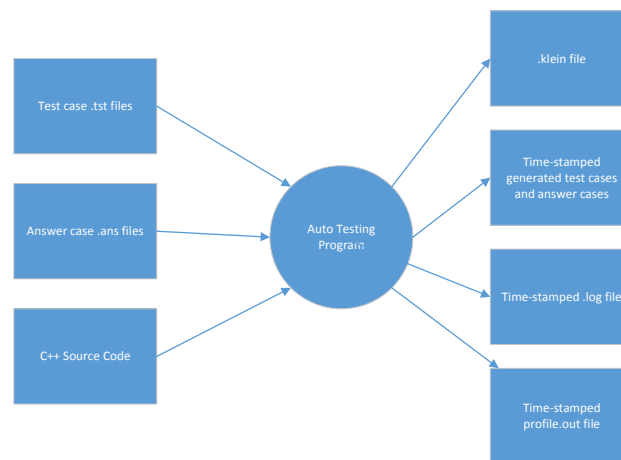 Test case .tst files
Answer case .ans files
C++ Source Code
Auto Testing
Program
.klein file
Time-stamped
generated test cases
and answer cases
Time-stamped .log file
Time-stamped
profile.out file